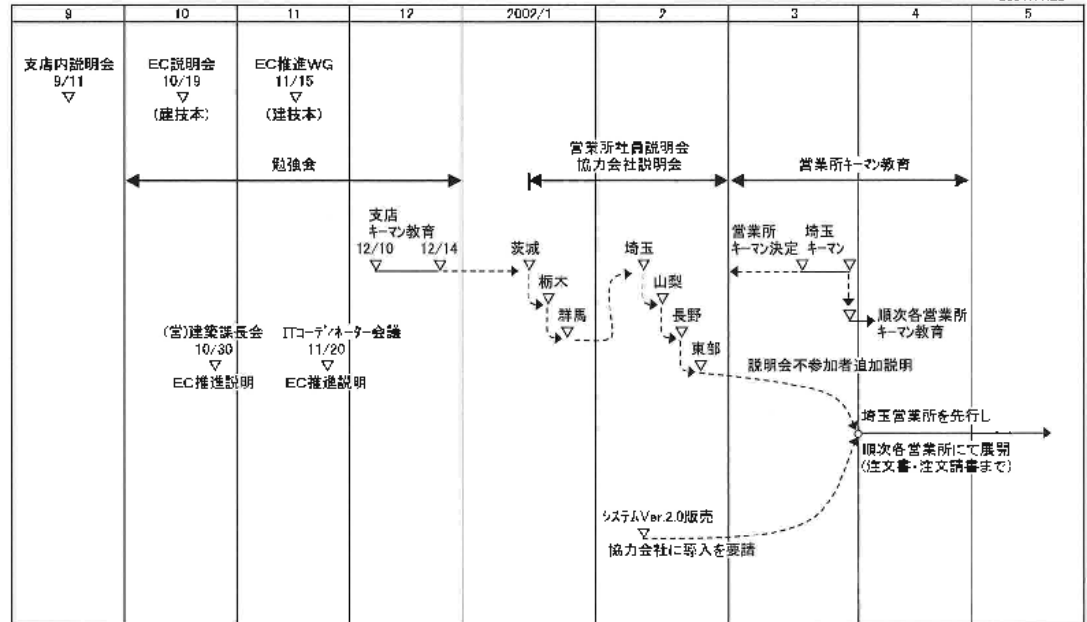 9 10 11 12 2002/1 2 3 4 5
支店内説明会
9/11
EC説明会
10/19
(建技本)
EC推進WG
11/15
(建技本)
勉強会
営業所社員説明会
協力会社説明会
営業所キーマン教育
支店
キーマン教育
12/10 12/14
茨城
栃木
群馬
埼玉
山梨
長野
東部
営業所
キーマン決定
埼玉
キーマン
順次各営業所
キーマン教育
(営)建築課長会
10/30
EC推進説明
ITコーデネーター会議
11/20
EC推進説明
説明会不参加者追加説明
埼玉営業所を先行し
順次各営業所にて展開
(注文書・注文請書まで)
システムVer.2.0販売
協力会社に導入を要請